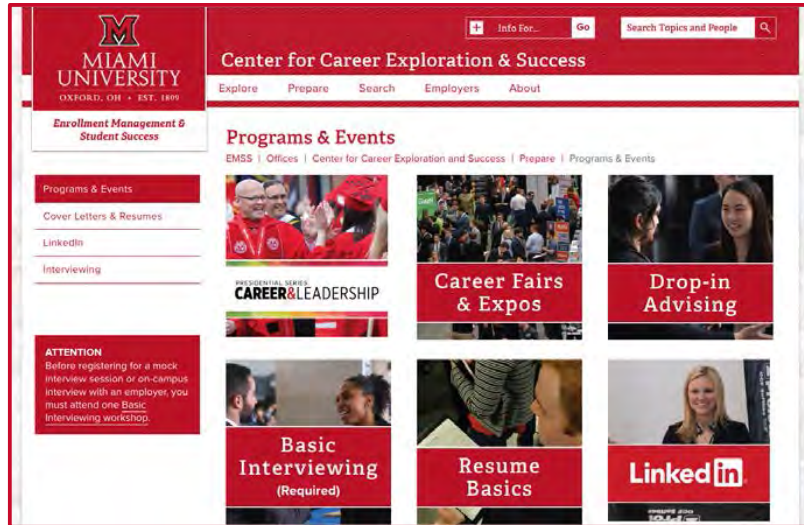 Info For...
Go
Search Topics and People
M
MIAMI
UNIVERSITY
OXFORD, OH • EST. 1809
Center for Career Exploration & Success
Explore Prepare Search Employers About
Enrollment Management &
Student Success
Programs & Events
EMSS | Offices | Center for Career Exploration and Success | Prepare | Programs & Events
Programs & Events
Cover Letters & Resumes
LinkedIn
Interviewing
PRESIDENTIAL SERIES
CAREER&LEADERSHIP
Career Fairs
& Expos
Drop-in
Advising
ATTENTION
Before registering for a mock
interview session or on-campus
interview with an employer, you
must attend one Basic
Interviewing workshop.
Basic
Interviewing
(Required)
Resume
Basics
Linked in